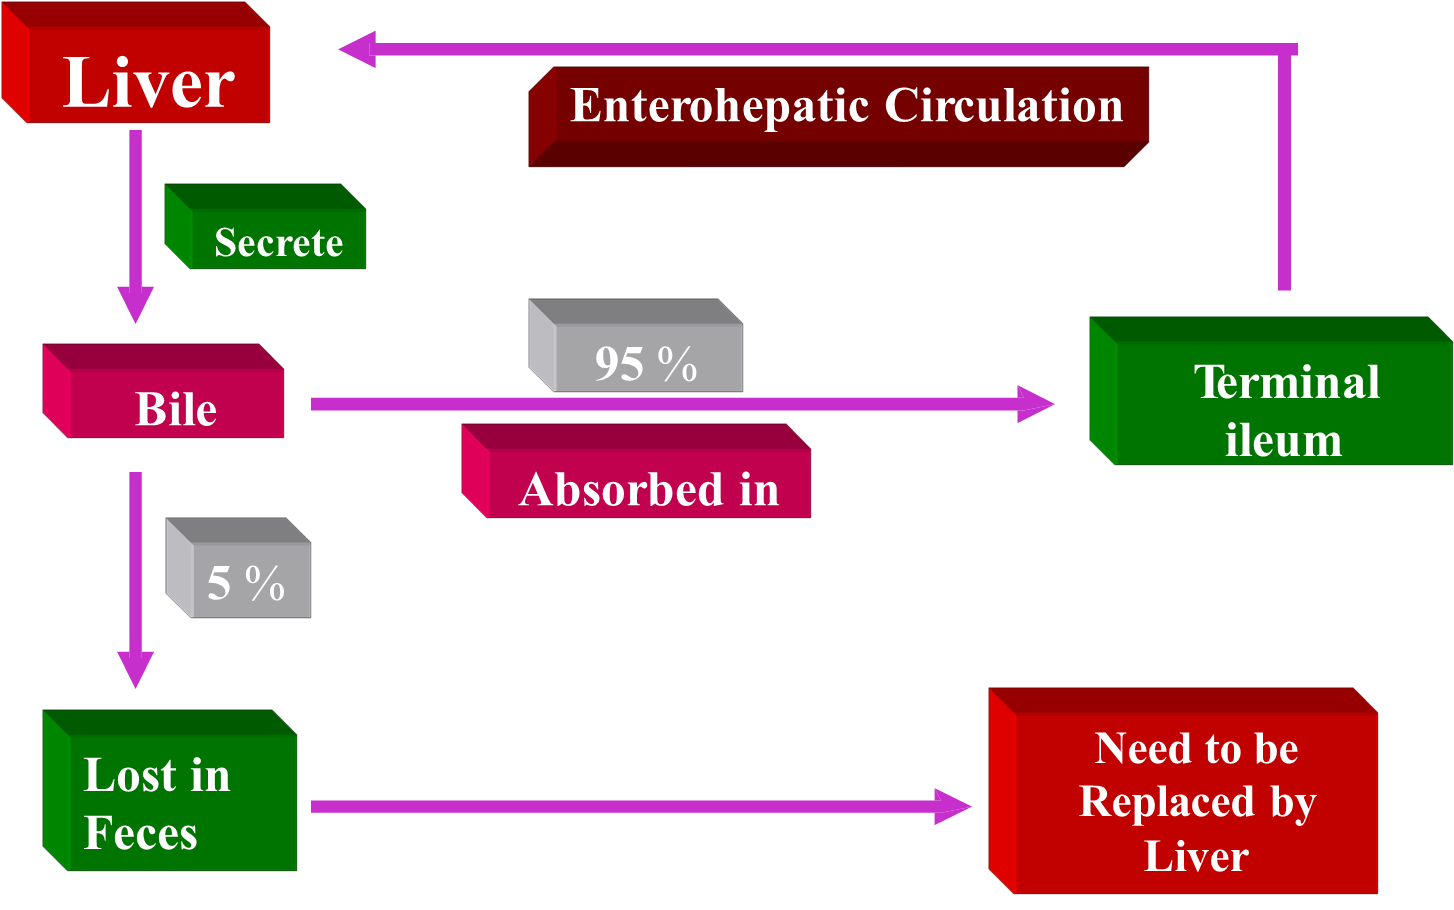 Liver
Enterohepatic Circulation
Secrete
95 %
Bile
Absorbed in
Terminal
ileum
5 %
Lost in
Feces
Need to be
Replaced by
Liver